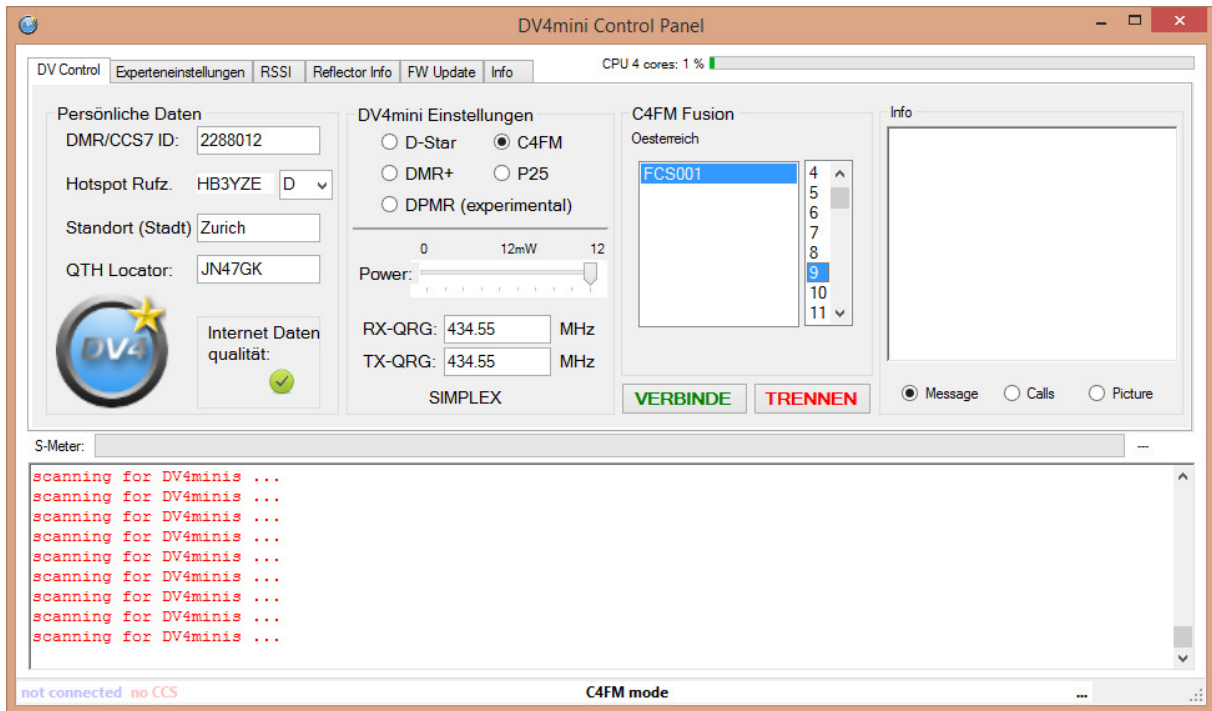 DV4mini Control Panel
DV Control Experteneinstellungen RSSI Reflector Info FW Update Info
CPU 4 cores: 1 %
Persönliche Daten
DMR/CCS7 ID: 2288012
Hotspot Rufz. HB3YZE D
Standort (Stadt) Zurich
QTH Locator: JN47GK
DV4
Internet Daten
qualität:
DV4mini Einstellungen
D-Star C4FM
DMR+ P25
DPMR (experimental)
0 12mW 12
Power:
RX-QRG: 434.55 MHz
TX-QRG: 434.55 MHz
SIMPLEX
C4FM Fusion
Oesterreich
FCS001
4
5
6
7
8
9
10
11
VERBINDE TRENNEN
Info
Message Calls Picture
S-Meter: ---
scanning for DV4minis ...
scanning for DV4minis ...
scanning for DV4minis ...
scanning for DV4minis ...
scanning for DV4minis ...
scanning for DV4minis ...
scanning for DV4minis ...
scanning for DV4minis ...
scanning for DV4minis ...
not connected no CCS C4FM mode ...